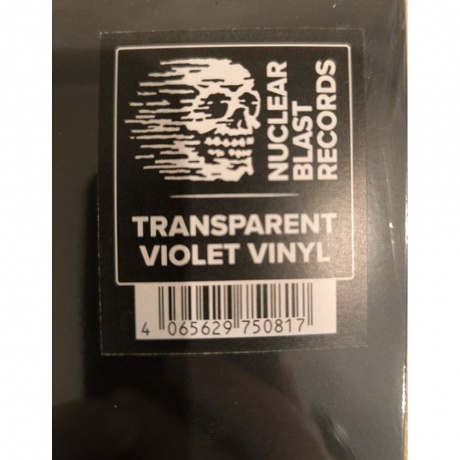 NUCLEAR
BLAST
RECORDS
TRANSPARENT
VIOLET VINYL
4 065629 750817